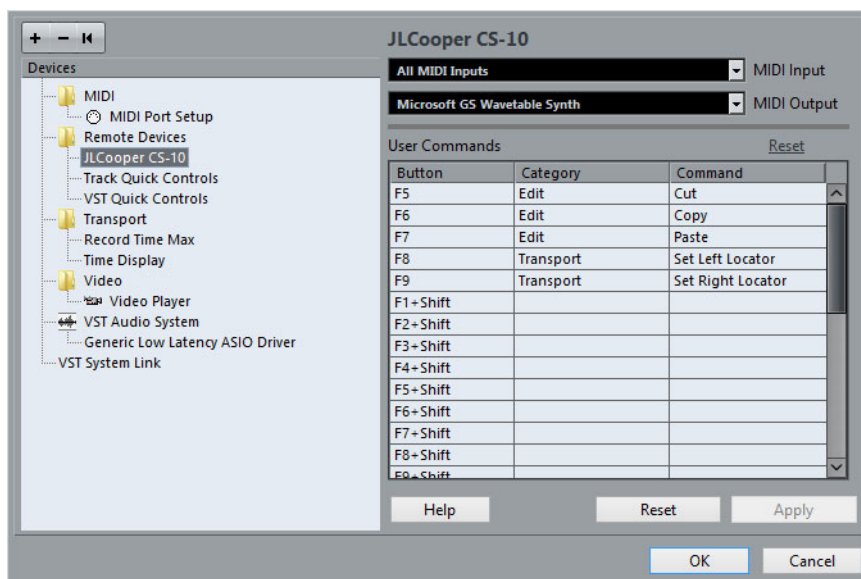 JLCooper CS-10
Devices
MIDI
MIDI Port Setup
Remote Devices
JLCooper CS-10
Track Quick Controls
VST Quick Controls
Transport
Record Time Max
Time Display
Video
Video Player
VST Audio System
Generic Low Latency ASIO Driver
VST System Link
All MIDI Inputs MIDI Input
Microsoft GS Wavetable Synth MIDI Output
User Commands Reset
Button Category Command
F5 Edit Cut
F6 Edit Copy
F7 Edit Paste
F8 Transport Set Left Locator
F9 Transport Set Right Locator
F1+Shift
F2+Shift
F3+Shift
F4+Shift
F5+Shift
F6+Shift
F7+Shift
F8+Shift
F9+Shift
Help Reset Apply
OK Cancel